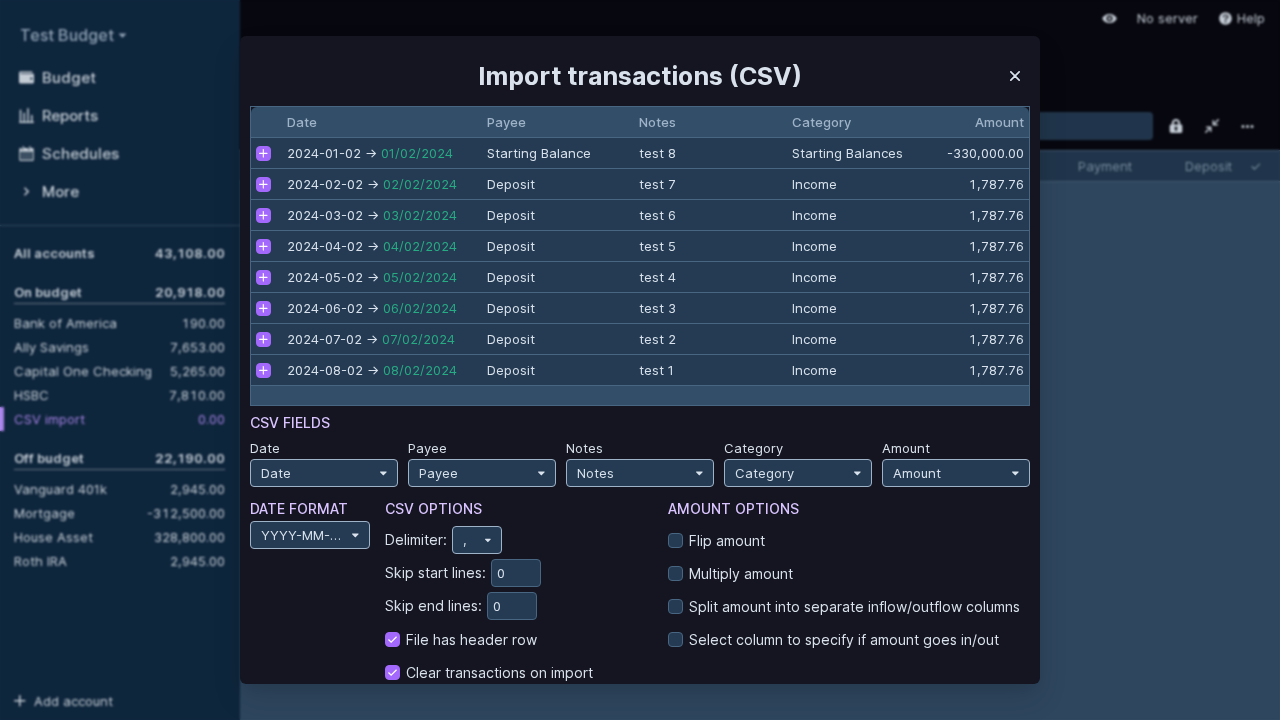 Test Budget
Budget
Reports
Schedules
More
All accounts 43,108.00
On budget 20,918.00
Bank of America 190.00
Ally Savings 7,653.00
Capital One Checking 5,265.00
HSBC 7,810.00
CSV import 0.00
Off budget 22,190.00
Vanguard 401k 2,945.00
Mortgage -312,500.00
House Asset 328,800.00
Roth IRA 2,945.00
Add account
No server Help
Payment Deposit
Import transactions (CSV)
Date Payee Notes Category Amount
2024-01-02 → 01/02/2024 Starting Balance test 8 Starting Balances -330,000.00
2024-02-02 → 02/02/2024 Deposit test 7 Income 1,787.76
2024-03-02 → 03/02/2024 Deposit test 6 Income 1,787.76
2024-04-02 → 04/02/2024 Deposit test 5 Income 1,787.76
2024-05-02 → 05/02/2024 Deposit test 4 Income 1,787.76
2024-06-02 → 06/02/2024 Deposit test 3 Income 1,787.76
2024-07-02 → 07/02/2024 Deposit test 2 Income 1,787.76
2024-08-02 → 08/02/2024 Deposit test 1 Income 1,787.76
CSV FIELDS
Date Payee Notes Category Amount
Date Payee Notes Category Amount
DATE FORMAT
YYYY-MM-...
CSV OPTIONS
Delimiter: ,
Skip start lines: 0
Skip end lines: 0
File has header row
Clear transactions on import
AMOUNT OPTIONS
Flip amount
Multiply amount
Split amount into separate inflow/outflow columns
Select column to specify if amount goes in/out